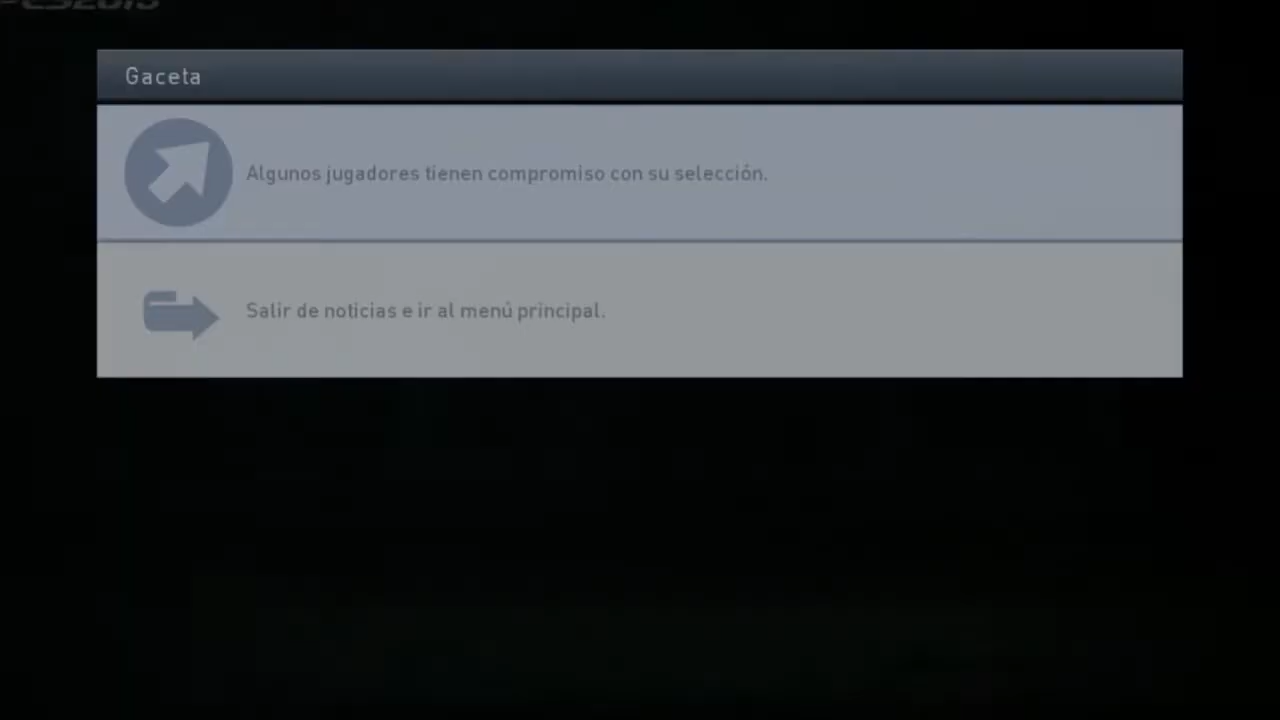 Gaceta
Algunos jugadores tienen compromiso con su selección.
Salir de noticias e ir al menú principal.